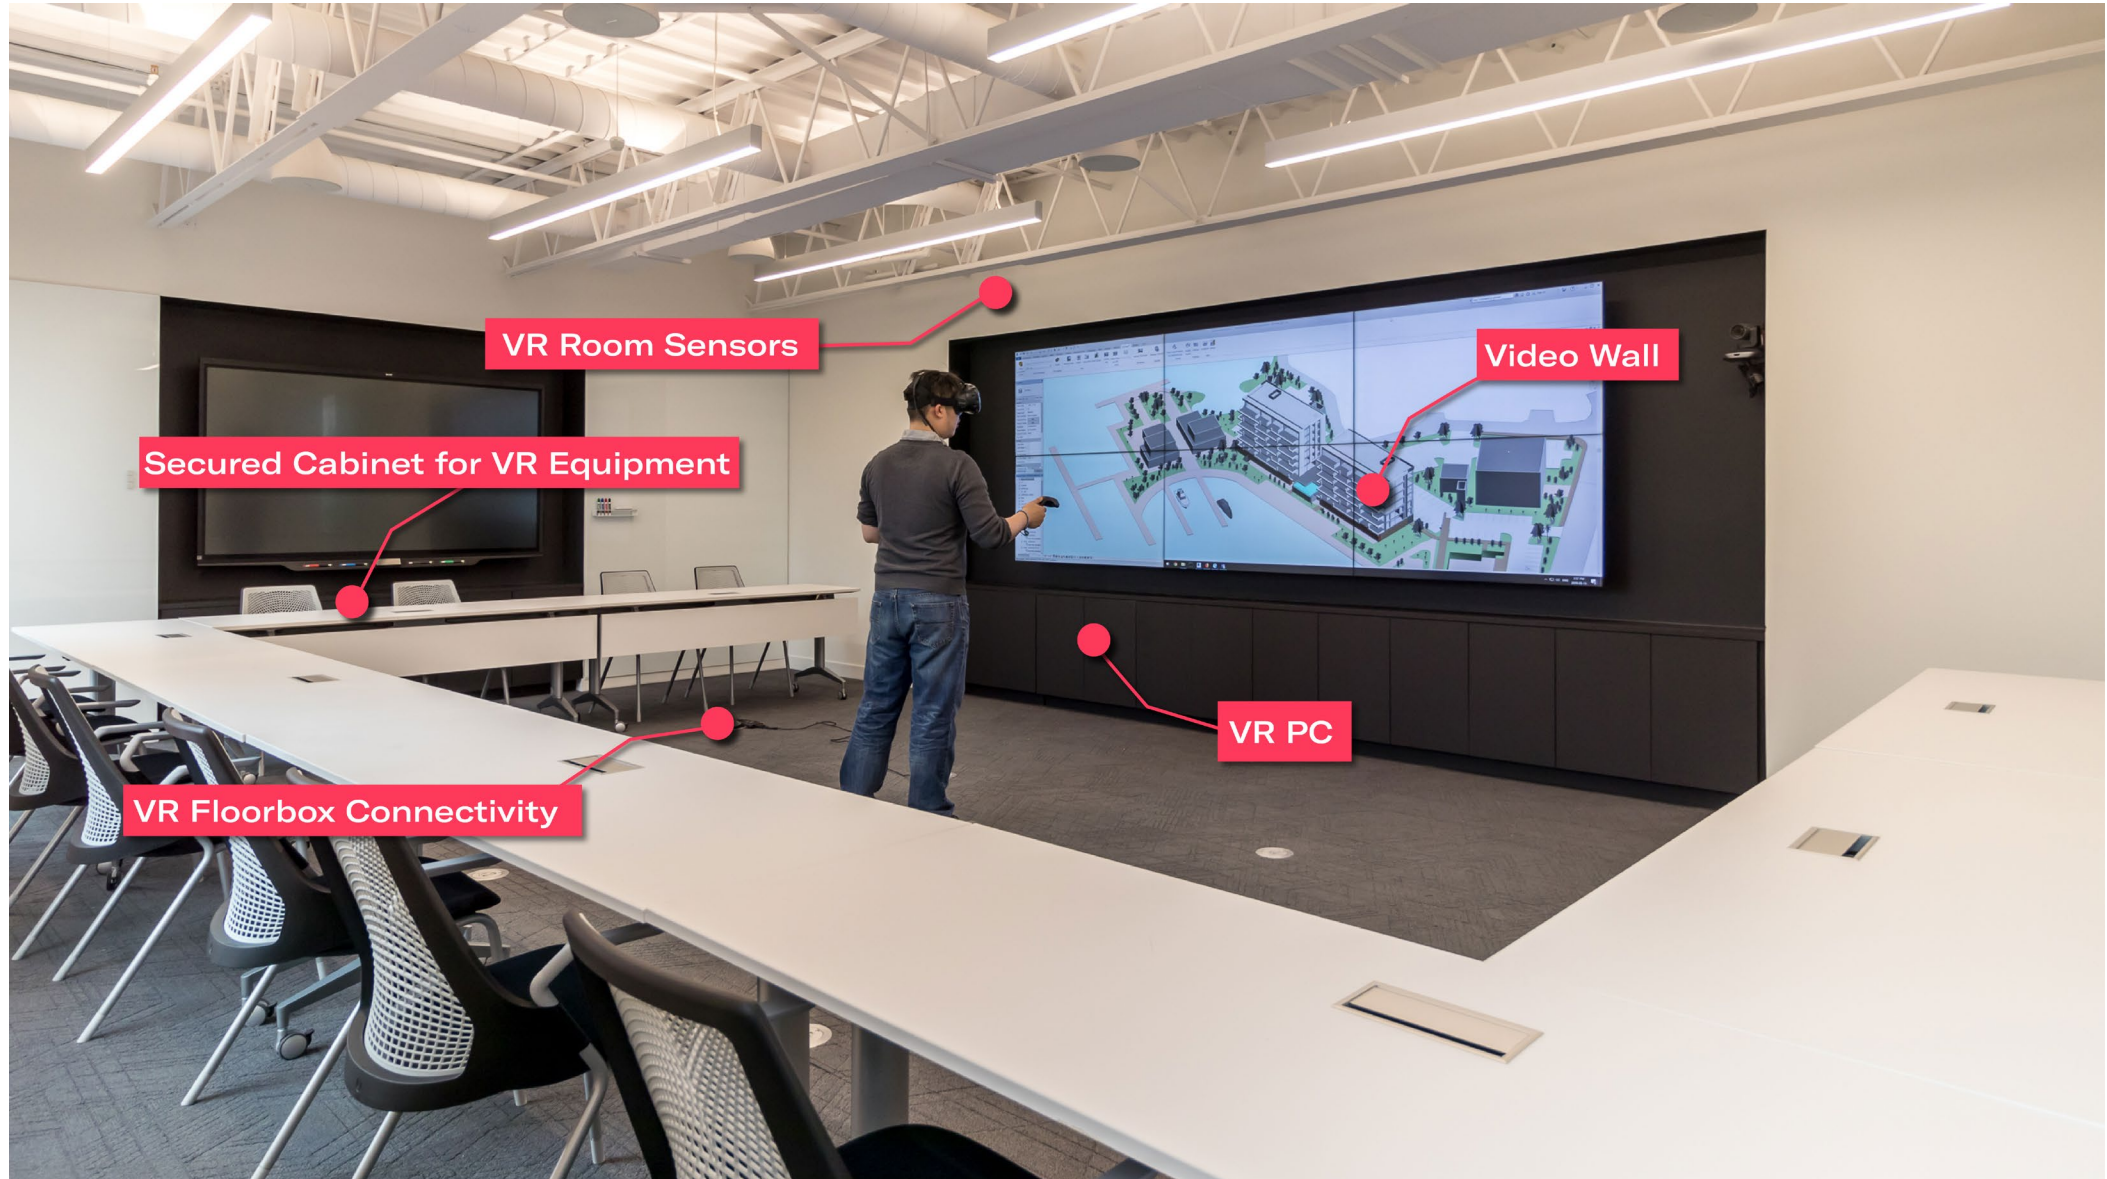 VR Room Sensors
Video Wall
Secured Cabinet for VR Equipment
VR PC
VR Floorbox Connectivity